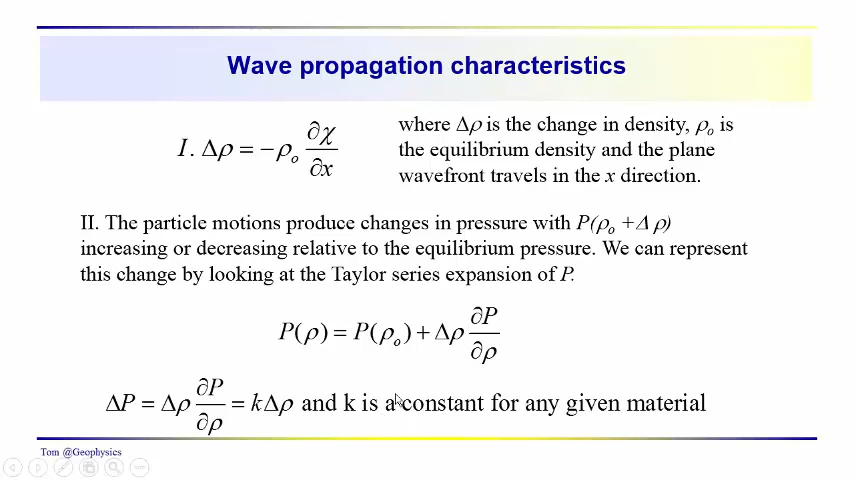 Wave propagation characteristics
I. Δρ = −ρₒ ∂χ/∂x
where Δρ is the change in density, ρₒ is
the equilibrium density and the plane
wavefront travels in the x direction.
II. The particle motions produce changes in pressure with P(ρₒ +Δ ρ)
increasing or decreasing relative to the equilibrium pressure. We can represent
this change by looking at the Taylor series expansion of P.
P(ρ) = P(ρₒ) + Δρ ∂P/∂ρ
ΔP = Δρ ∂P/∂ρ = kΔρ and k is a constant for any given material
Tom @Geophysics